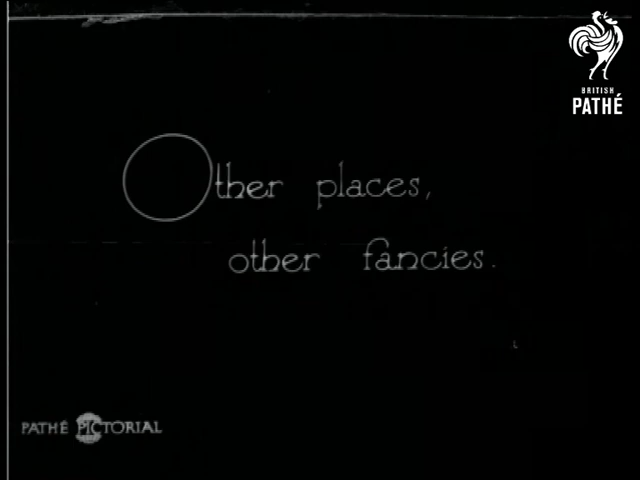 BRITISH
PATHÉ
Other places,
other fancies.
PATHÉ PICTORIAL